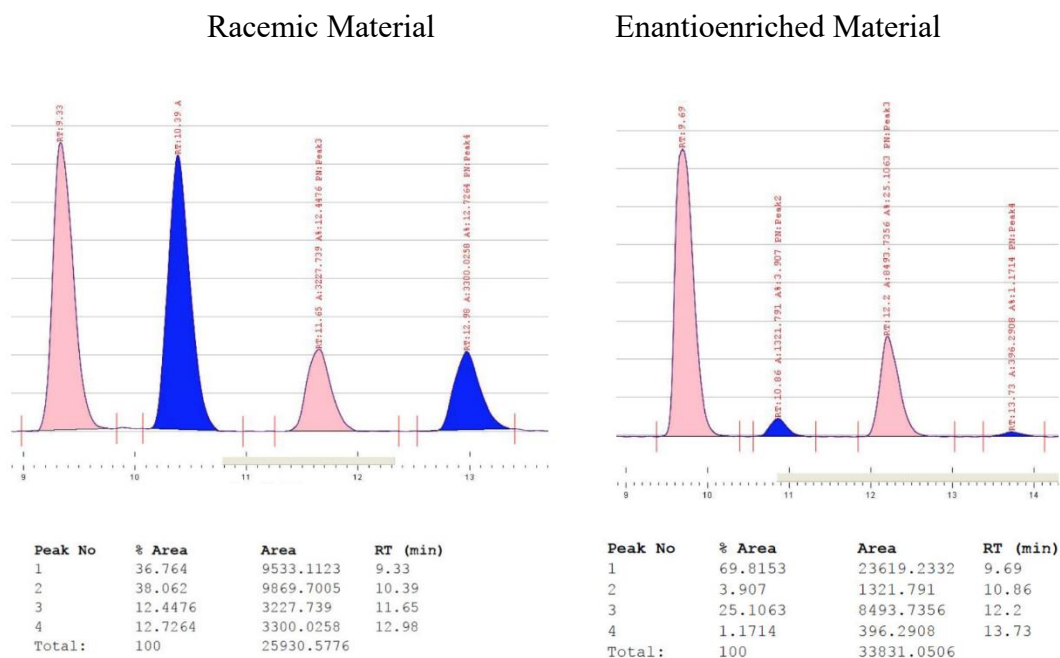 Racemic Material
Enantioenriched Material
RT:9.33
RT:10.39 A
RT:11.65 A:3227.739 A%:12.4476 PN:Peak3
RT:12.98 A:3300.0258 A%:12.7264 PN:Peak4
9 10 11 12 13
RT:9.69
RT:10.86 A:1321.791 A%:3.907 PN:Peak2
RT:12.2 A:8493.7356 A%:25.1063 PN:Peak3
RT:13.73 A:396.2908 A%:1.1714 PN:Peak4
9 10 11 12 13 14
Peak No % Area Area RT (min)
1 36.764 9533.1123 9.33
2 38.062 9869.7005 10.39
3 12.4476 3227.739 11.65
4 12.7264 3300.0258 12.98
Total: 100 25930.5776
Peak No % Area Area RT (min)
1 69.8153 23619.2332 9.69
2 3.907 1321.791 10.86
3 25.1063 8493.7356 12.2
4 1.1714 396.2908 13.73
Total: 100 33831.0506